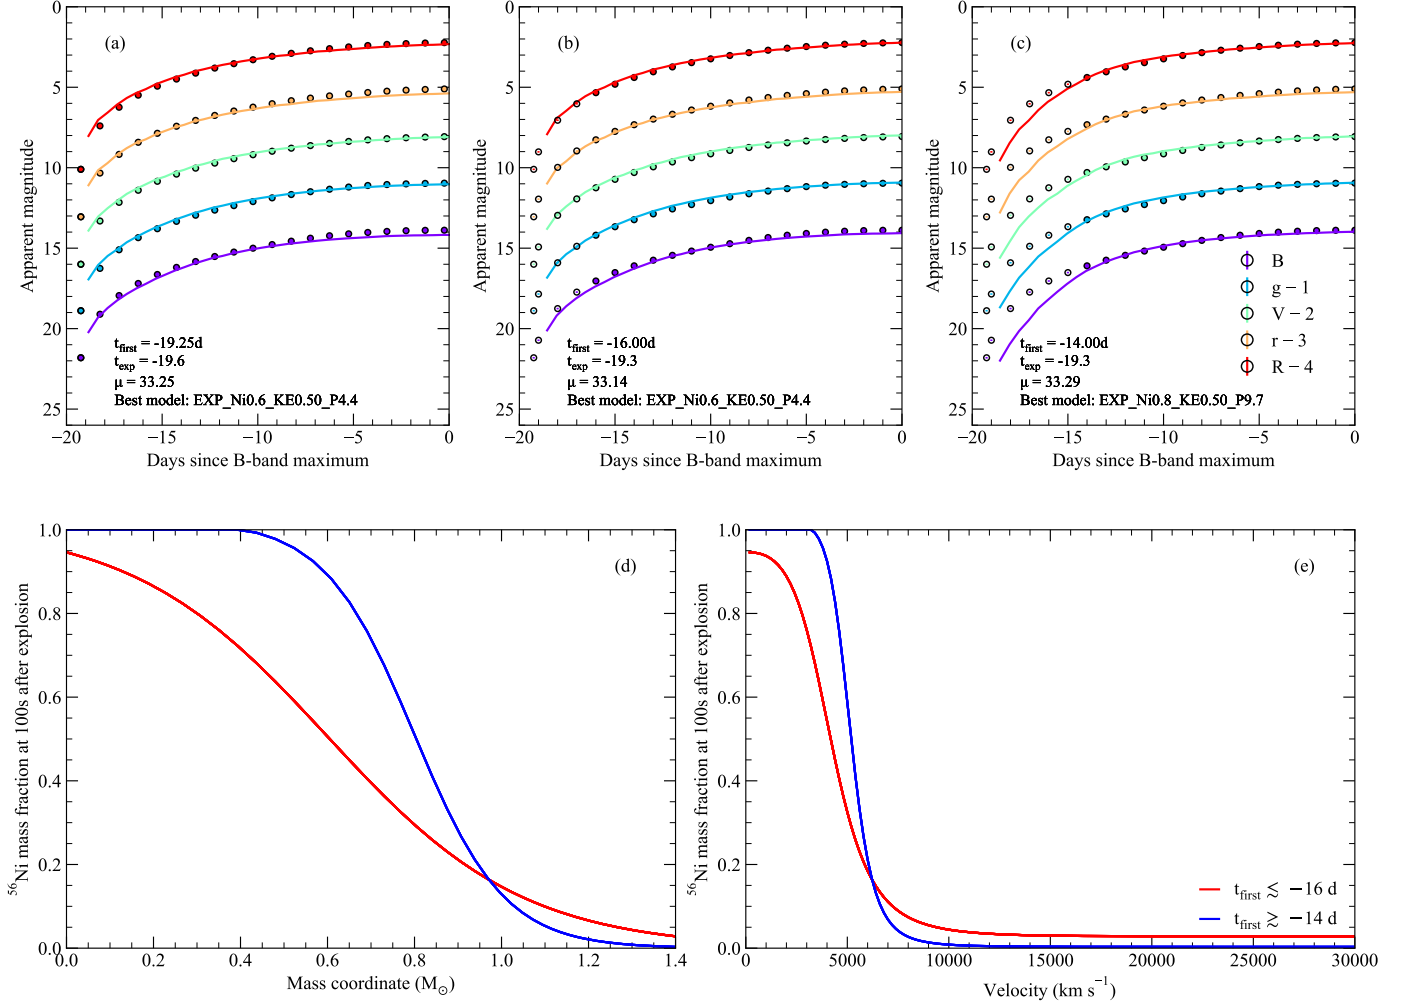 0
5
10
15
20
25
Apparent magnitude
(a)
t_first = -19.25d
t_exp = -19.6
μ = 33.25
Best model: EXP_Ni0.6_KE0.50_P4.4
−20
−15
−10
−5
0
Days since B-band maximum
0
5
10
15
20
25
Apparent magnitude
(b)
t_first = -16.00d
t_exp = -19.3
μ = 33.14
Best model: EXP_Ni0.6_KE0.50_P4.4
−20
−15
−10
−5
0
Days since B-band maximum
0
5
10
15
20
25
Apparent magnitude
(c)
B
g − 1
V − 2
r − 3
R − 4
t_first = -14.00d
t_exp = -19.3
μ = 33.29
Best model: EXP_Ni0.8_KE0.50_P9.7
−20
−15
−10
−5
0
Days since B-band maximum
1.0
0.8
0.6
0.4
0.2
0.0
⁵⁶Ni mass fraction at 100s after explosion
(d)
0.0
0.2
0.4
0.6
0.8
1.0
1.2
1.4
Mass coordinate (M☉)
1.0
0.8
0.6
0.4
0.2
0.0
⁵⁶Ni mass fraction at 100s after explosion
(e)
t_first ≲ −16 d
t_first ≳ −14 d
0
5000
10000
15000
20000
25000
30000
Velocity (km s⁻¹)